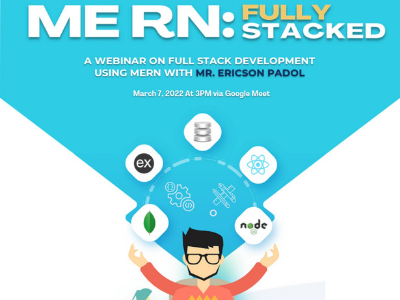 ME RN: FULLY
STACKED
A WEBINAR ON FULL STACK DEVELOPMENT
USING MERN WITH MR. ERICSON PADOL
March 7, 2022 At 3PM via Google Meet
ex
node